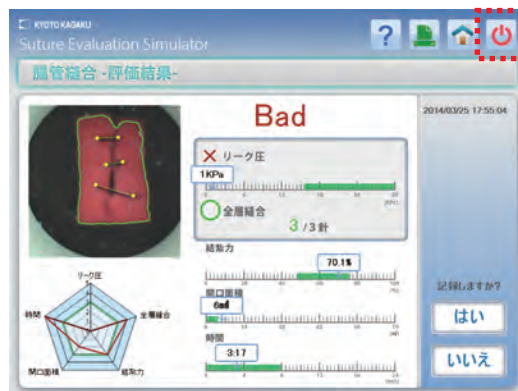 KYOTO KAGAKU
Suture Evaluation Simulator
?
腸管縫合 -評価結果-
Bad
2014/03/25 17:55:04
リーク圧
1KPa
全層縫合
3 /3 針
結紮力
70.1%
開口面積
時間
3:17
リーク圧
全層縫合
結紮力
開口面積
時間
記録しますか?
はい
いいえ